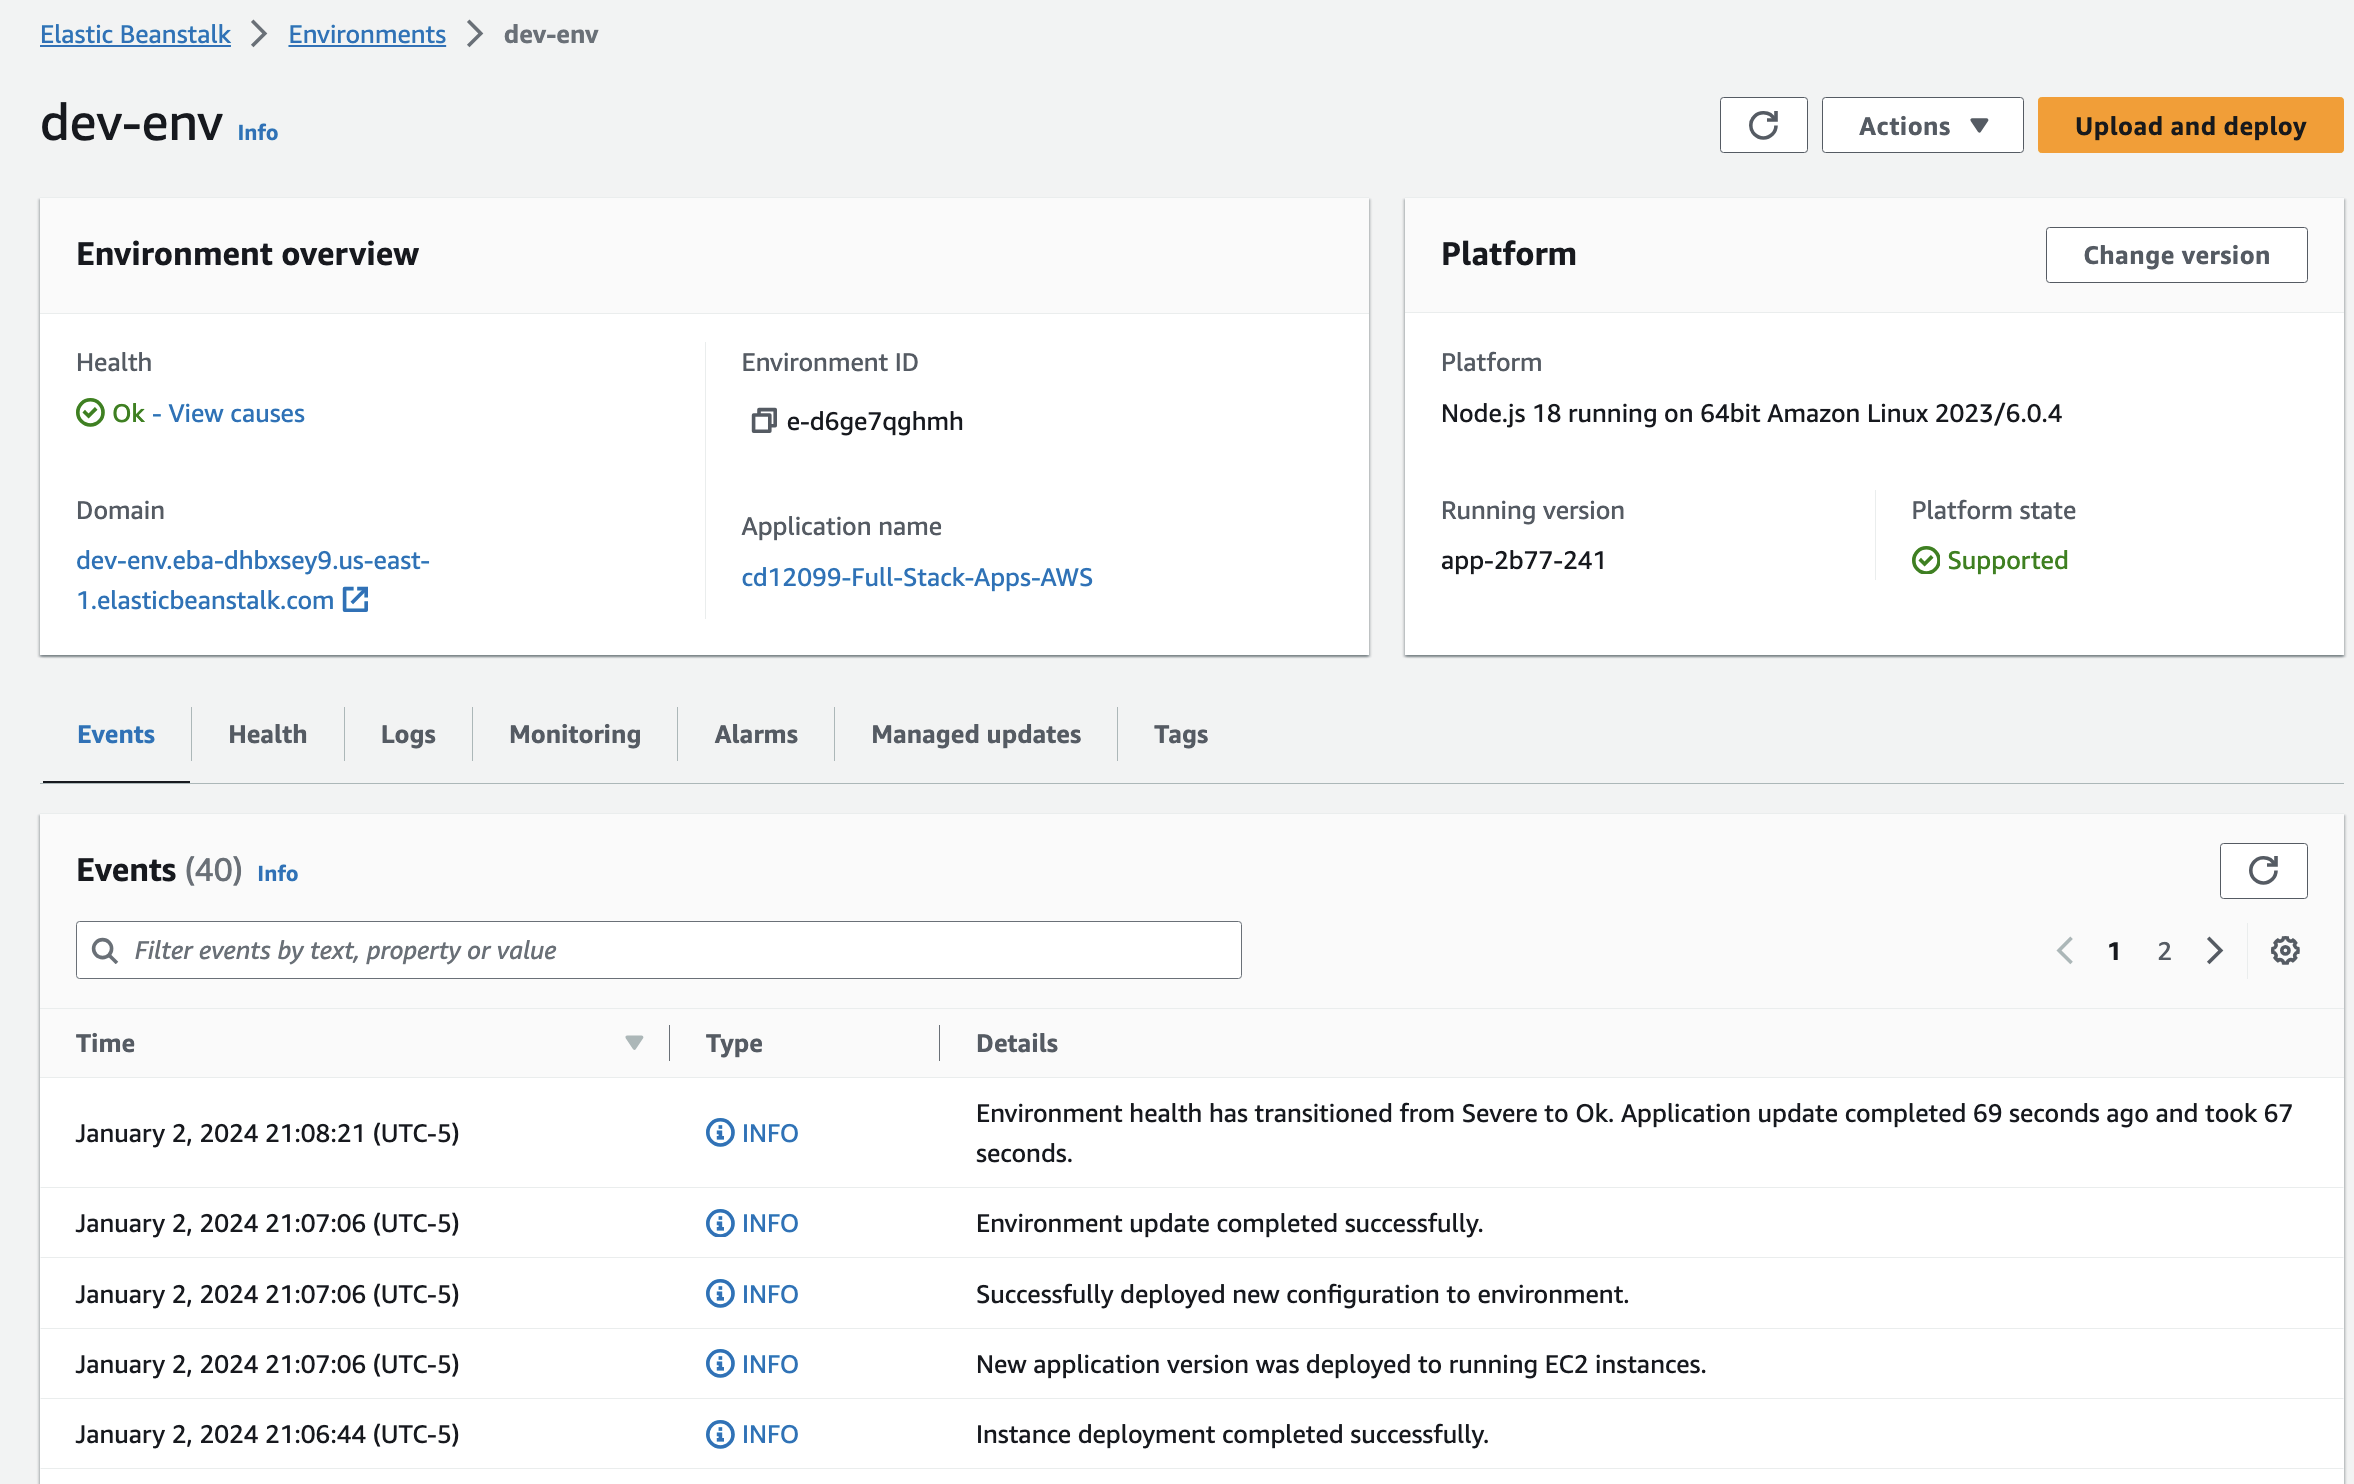 Elastic Beanstalk > Environments > dev-env
dev-env Info
Actions
Upload and deploy
Environment overview
Health
Ok - View causes
Domain
dev-env.eba-dhbxsey9.us-east-
1.elasticbeanstalk.com
Environment ID
e-d6ge7qghmh
Application name
cd12099-Full-Stack-Apps-AWS
Platform
Change version
Platform
Node.js 18 running on 64bit Amazon Linux 2023/6.0.4
Running version
app-2b77-241
Platform state
Supported
Events Health Logs Monitoring Alarms Managed updates Tags
Events (40) Info
Filter events by text, property or value
1 2
Time Type Details
January 2, 2024 21:08:21 (UTC-5) INFO Environment health has transitioned from Severe to Ok. Application update completed 69 seconds ago and took 67
seconds.
January 2, 2024 21:07:06 (UTC-5) INFO Environment update completed successfully.
January 2, 2024 21:07:06 (UTC-5) INFO Successfully deployed new configuration to environment.
January 2, 2024 21:07:06 (UTC-5) INFO New application version was deployed to running EC2 instances.
January 2, 2024 21:06:44 (UTC-5) INFO Instance deployment completed successfully.